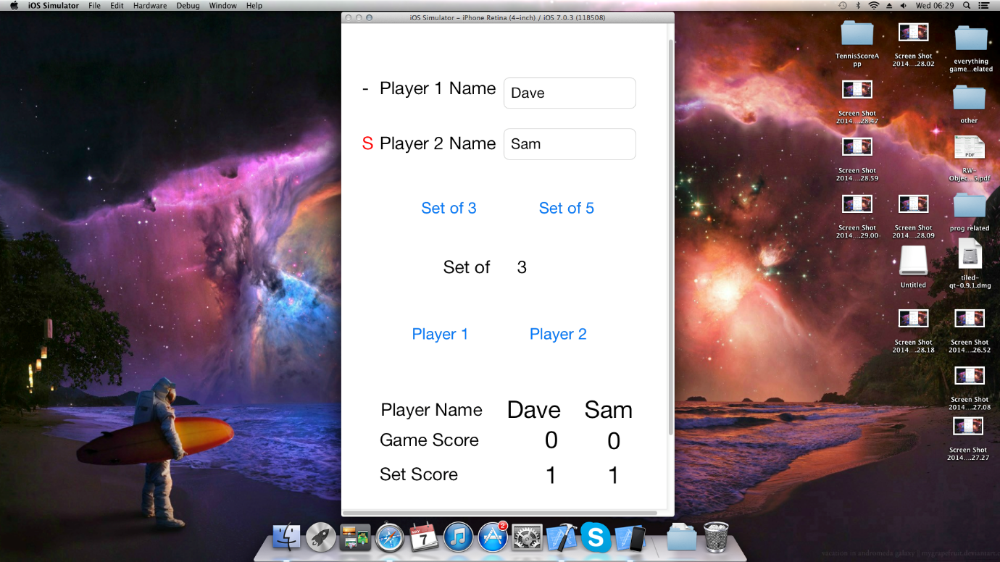 iOS Simulator File Edit Hardware Debug Window Help Wed 06:29
iOS Simulator - iPhone Retina (4-inch) / iOS 7.0.3 (11B508)
- Player 1 Name Dave
S Player 2 Name Sam
Set of 3 Set of 5
Set of 3
Player 1 Player 2
Player Name Dave Sam
Game Score 0 0
Set Score 1 1
TennisScoreA
pp
Screen Shot
2014....28.02
everything
game...elated
Screen Shot
2014....28.47
other
Screen Shot
2014....28.59
PDF
RW-
Objec...5.pdf
Screen Shot
2014....29.00
Screen Shot
2014....28.09
prog related
Untitled
tiled-
qt-0.9.1.dmg
Screen Shot
2014....28.18
Screen Shot
2014....26.52
Screen Shot
2014....27.08
Screen Shot
2014....27.27
MAY
7
2
S
vacation in andromeda galaxy || mygrapefruit.deviantart.